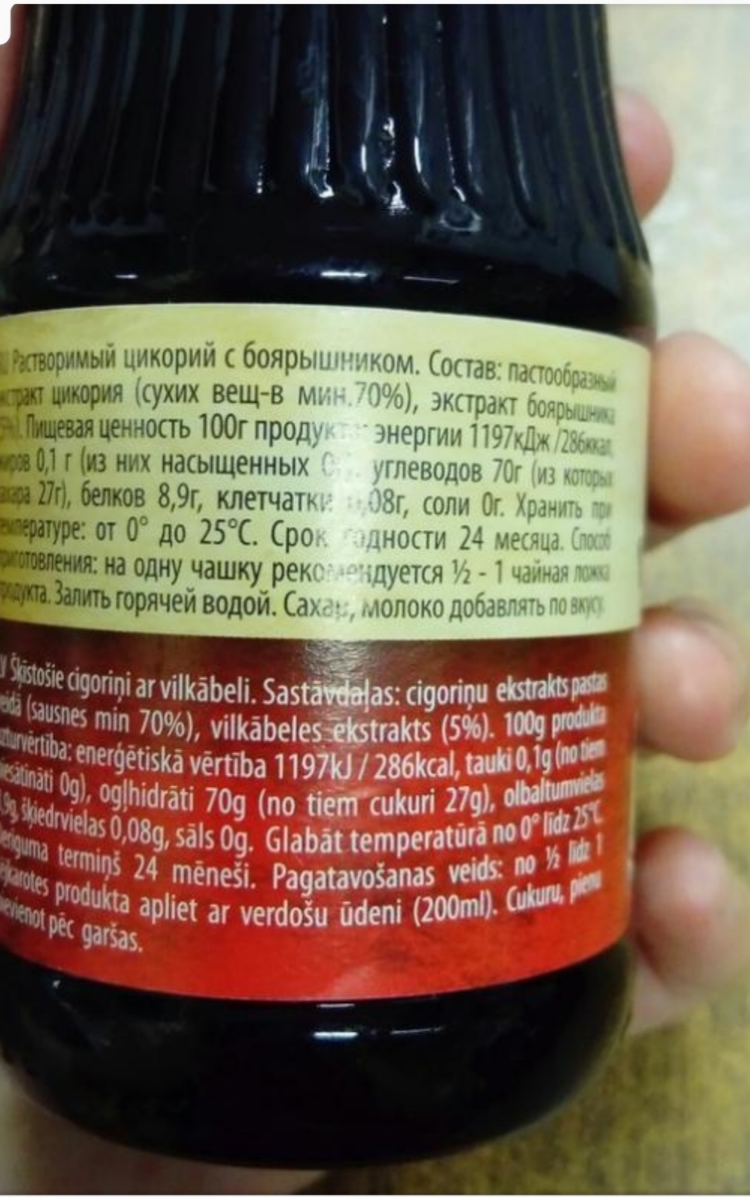 Растворимый цикорий с боярышником. Состав: пастообразный
экстракт цикория (сухих вещ-в мин.70%), экстракт боярышника
Пищевая ценность 100г продукта: энергии 1197кДж/286ккал,
жиров 0,1 г (из них насыщенных углеводов 70г (из которых
сахара 27г), белков 8,9г, клетчатки 0,08г, соли 0г. Хранить при
температуре: от 0° до 25°С. Срок годности 24 месяца. Способ
приготовления: на одну чашку рекомендуется ½ - 1 чайная ложка
продукта. Залить горячей водой. Сахар, молоко добавлять по вкусу.
Šķīstošie cigoriņi ar vilkābeli. Sastāvdaļas: cigoriņu ekstrakts pastas
veidā (sausnes min 70%), vilkābeles ekstrakts (5%). 100g produkta
uzturvērtība: enerģētiskā vērtība 1197kJ / 286kcal, tauki 0,1g (no tiem
piesātināti 0g), ogļhidrāti 70g (no tiem cukuri 27g), olbaltumvielas
šķiedrvielas 0,08g, sāls 0g. Glabāt temperatūrā no 0° līdz 25°C.
termiņš 24 mēneši. Pagatavošanas veids: no ½ līdz 1
tējkarotes produkta apliet ar verdošu ūdeni (200ml). Cukuru, pienu
pievienot pēc garšas.